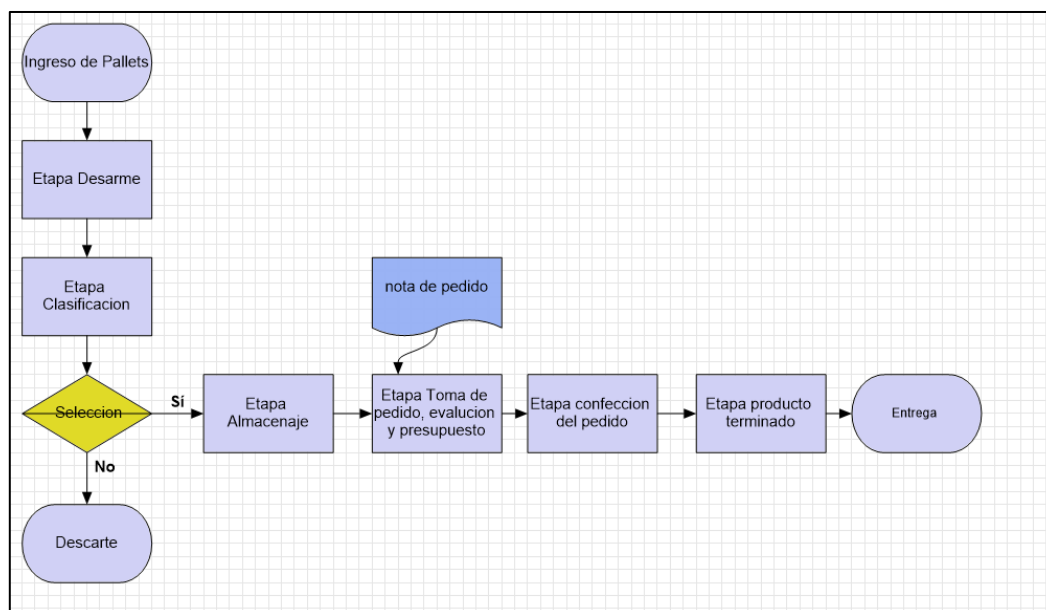 Ingreso de Pallets
Etapa Desarme
Etapa
Clasificacion
nota de pedido
Seleccion
Sí
Etapa
Almacenaje
Etapa Toma de
pedido, evalucion
y presupuesto
Etapa confeccion
del pedido
Etapa producto
terminado
Entrega
No
Descarte